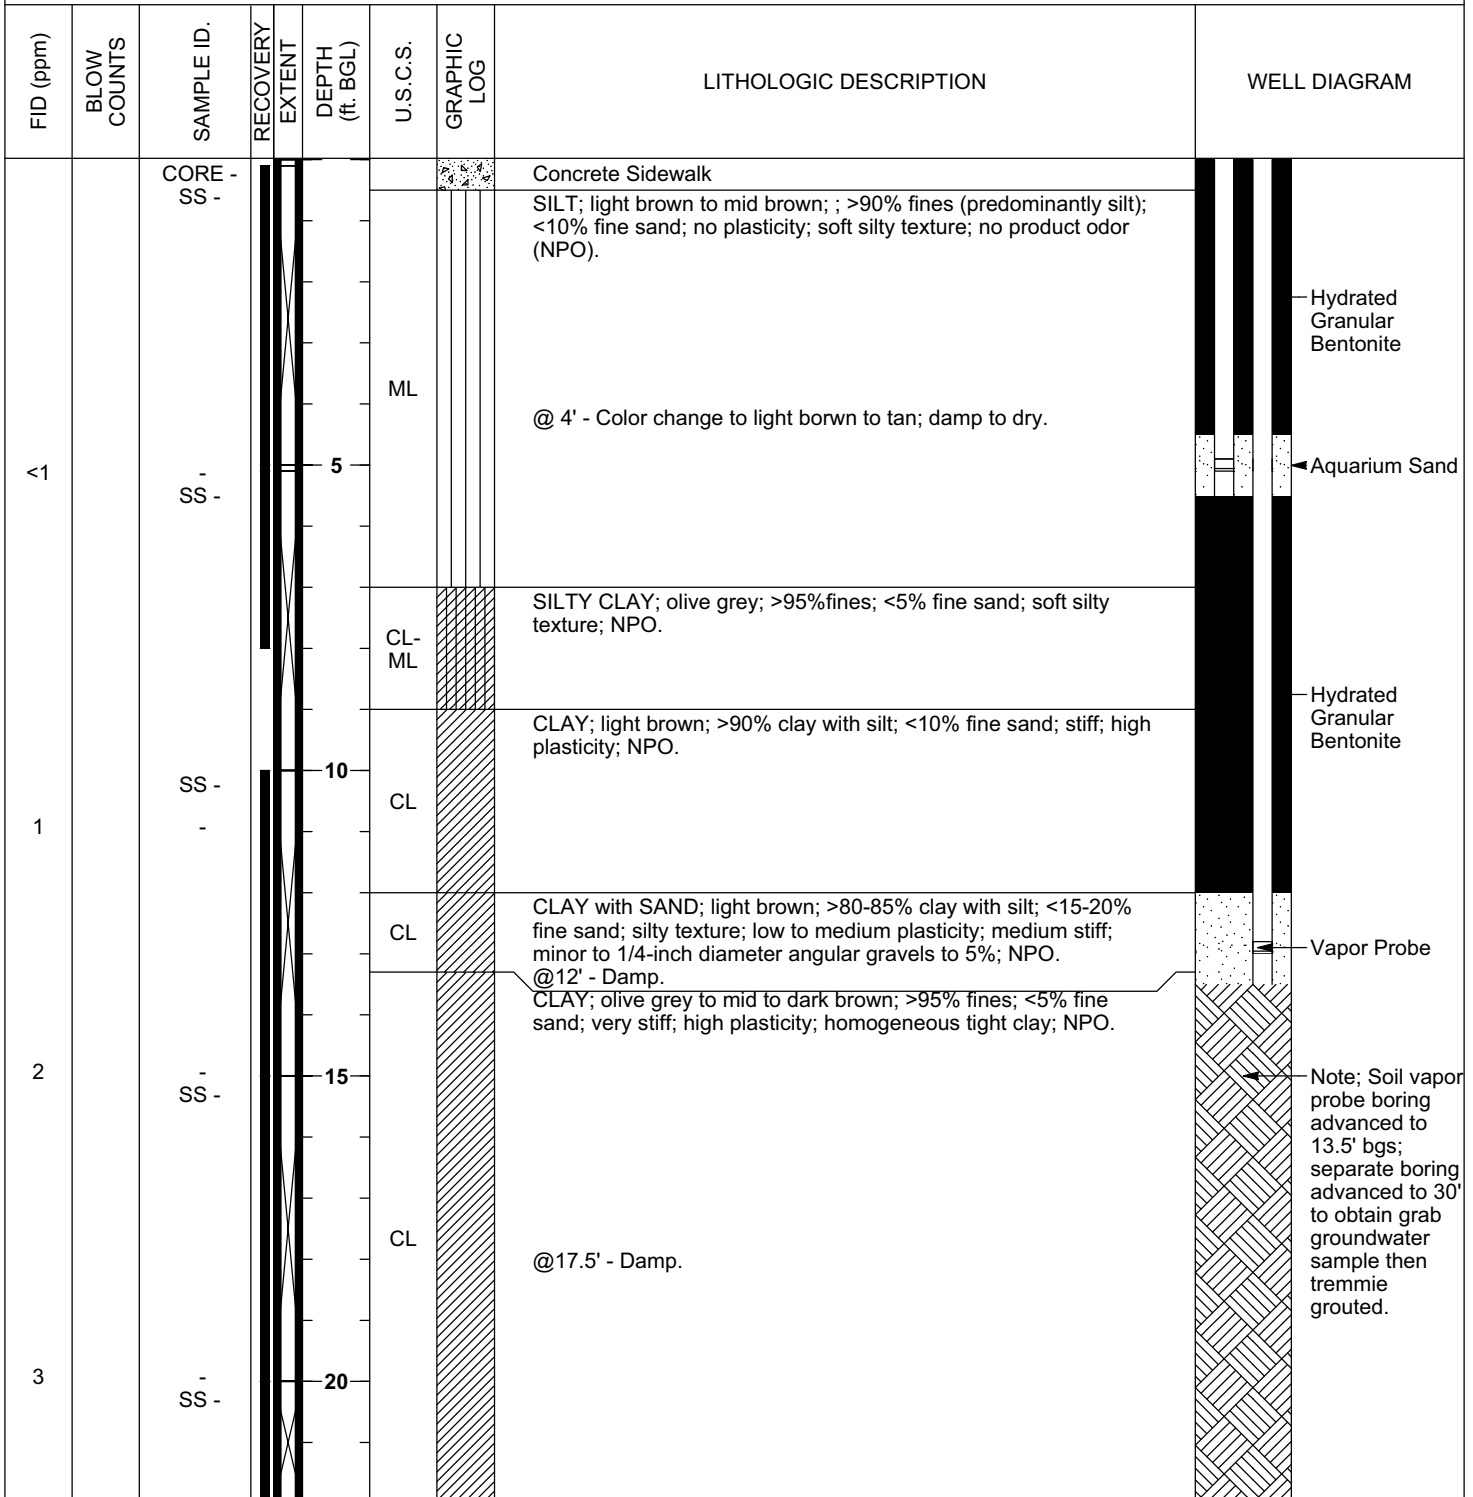 FID (ppm)
BLOW
COUNTS
SAMPLE ID.
RECOVERY
EXTENT
DEPTH
(ft. BGL)
U.S.C.S.
GRAPHIC
LOG
LITHOLOGIC DESCRIPTION
WELL DIAGRAM
CORE -
SS -
Concrete Sidewalk
SILT; light brown to mid brown; ; >90% fines (predominantly silt);
<10% fine sand; no plasticity; soft silty texture; no product odor
(NPO).
Hydrated
Granular
Bentonite
ML
@ 4' - Color change to light borwn to tan; damp to dry.
<1
-
SS -
5
Aquarium Sand
CL-
ML
SILTY CLAY; olive grey; >95%fines; <5% fine sand; soft silty
texture; NPO.
Hydrated
Granular
Bentonite
CLAY; light brown; >90% clay with silt; <10% fine sand; stiff; high
plasticity; NPO.
10
SS -
-
1
CL
CL
CLAY with SAND; light brown; >80-85% clay with silt; <15-20%
fine sand; silty texture; low to medium plasticity; medium stiff;
minor to 1/4-inch diameter angular gravels to 5%; NPO.
@12' - Damp.
Vapor Probe
CLAY; olive grey to mid to dark brown; >95% fines; <5% fine
sand; very stiff; high plasticity; homogeneous tight clay; NPO.
2
-
SS -
15
Note; Soil vapor
probe boring
advanced to
13.5' bgs;
separate boring
advanced to 30'
to obtain grab
groundwater
sample then
tremmie
grouted.
CL
@17.5' - Damp.
3
-
SS -
20